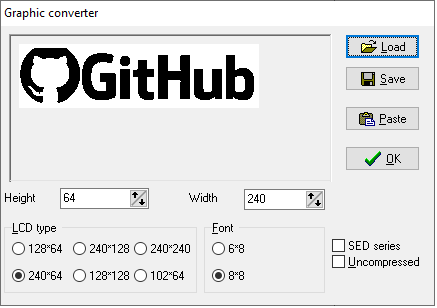 Graphic converter
GitHub
Load
Save
Paste
OK
Height 64 Width 240
LCD type
128*64 240*128 240*240
240*64 128*128 102*64
Font
6*8
8*8
SED series
Uncompressed